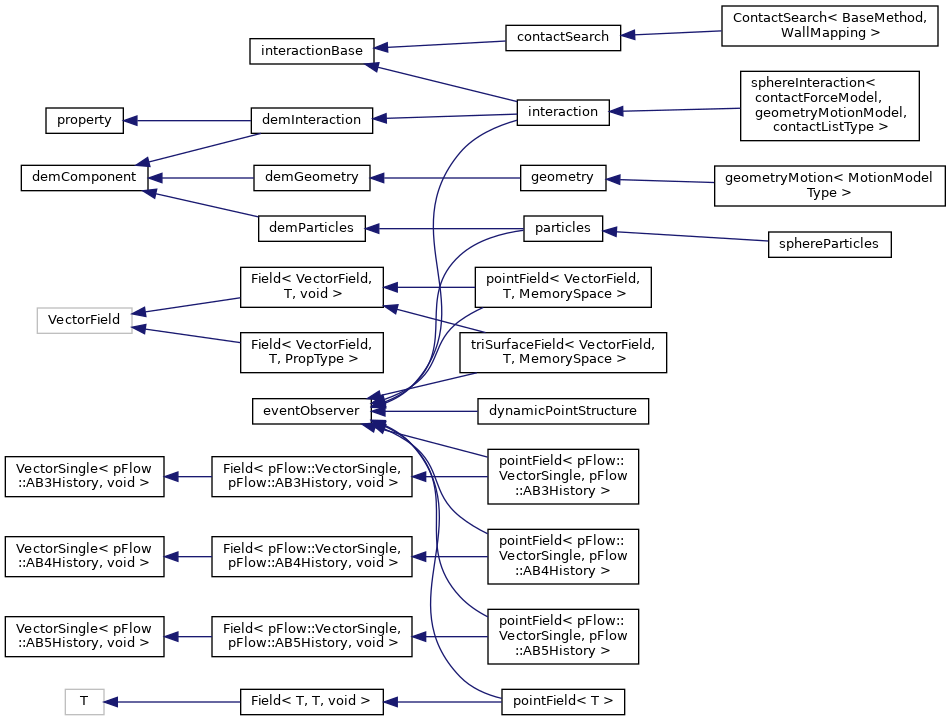 ContactSearch< BaseMethod,
WallMapping >
contactSearch
interactionBase
sphereInteraction<
contactForceModel,
geometryMotionModel,
contactListType >
interaction
property
demInteraction
demComponent
demGeometry
geometry
geometryMotion< MotionModel
Type >
demParticles
particles
sphereParticles
Field< VectorField,
T, void >
pointField< VectorField,
T, MemorySpace >
VectorField
Field< VectorField,
T, PropType >
triSurfaceField< VectorField,
T, MemorySpace >
eventObserver
dynamicPointStructure
VectorSingle< pFlow
::AB3History, void >
Field< pFlow::VectorSingle,
pFlow::AB3History, void >
pointField< pFlow::
VectorSingle, pFlow
::AB3History >
VectorSingle< pFlow
::AB4History, void >
Field< pFlow::VectorSingle,
pFlow::AB4History, void >
pointField< pFlow::
VectorSingle, pFlow
::AB4History >
VectorSingle< pFlow
::AB5History, void >
Field< pFlow::VectorSingle,
pFlow::AB5History, void >
pointField< pFlow::
VectorSingle, pFlow
::AB5History >
T
Field< T, T, void >
pointField< T >